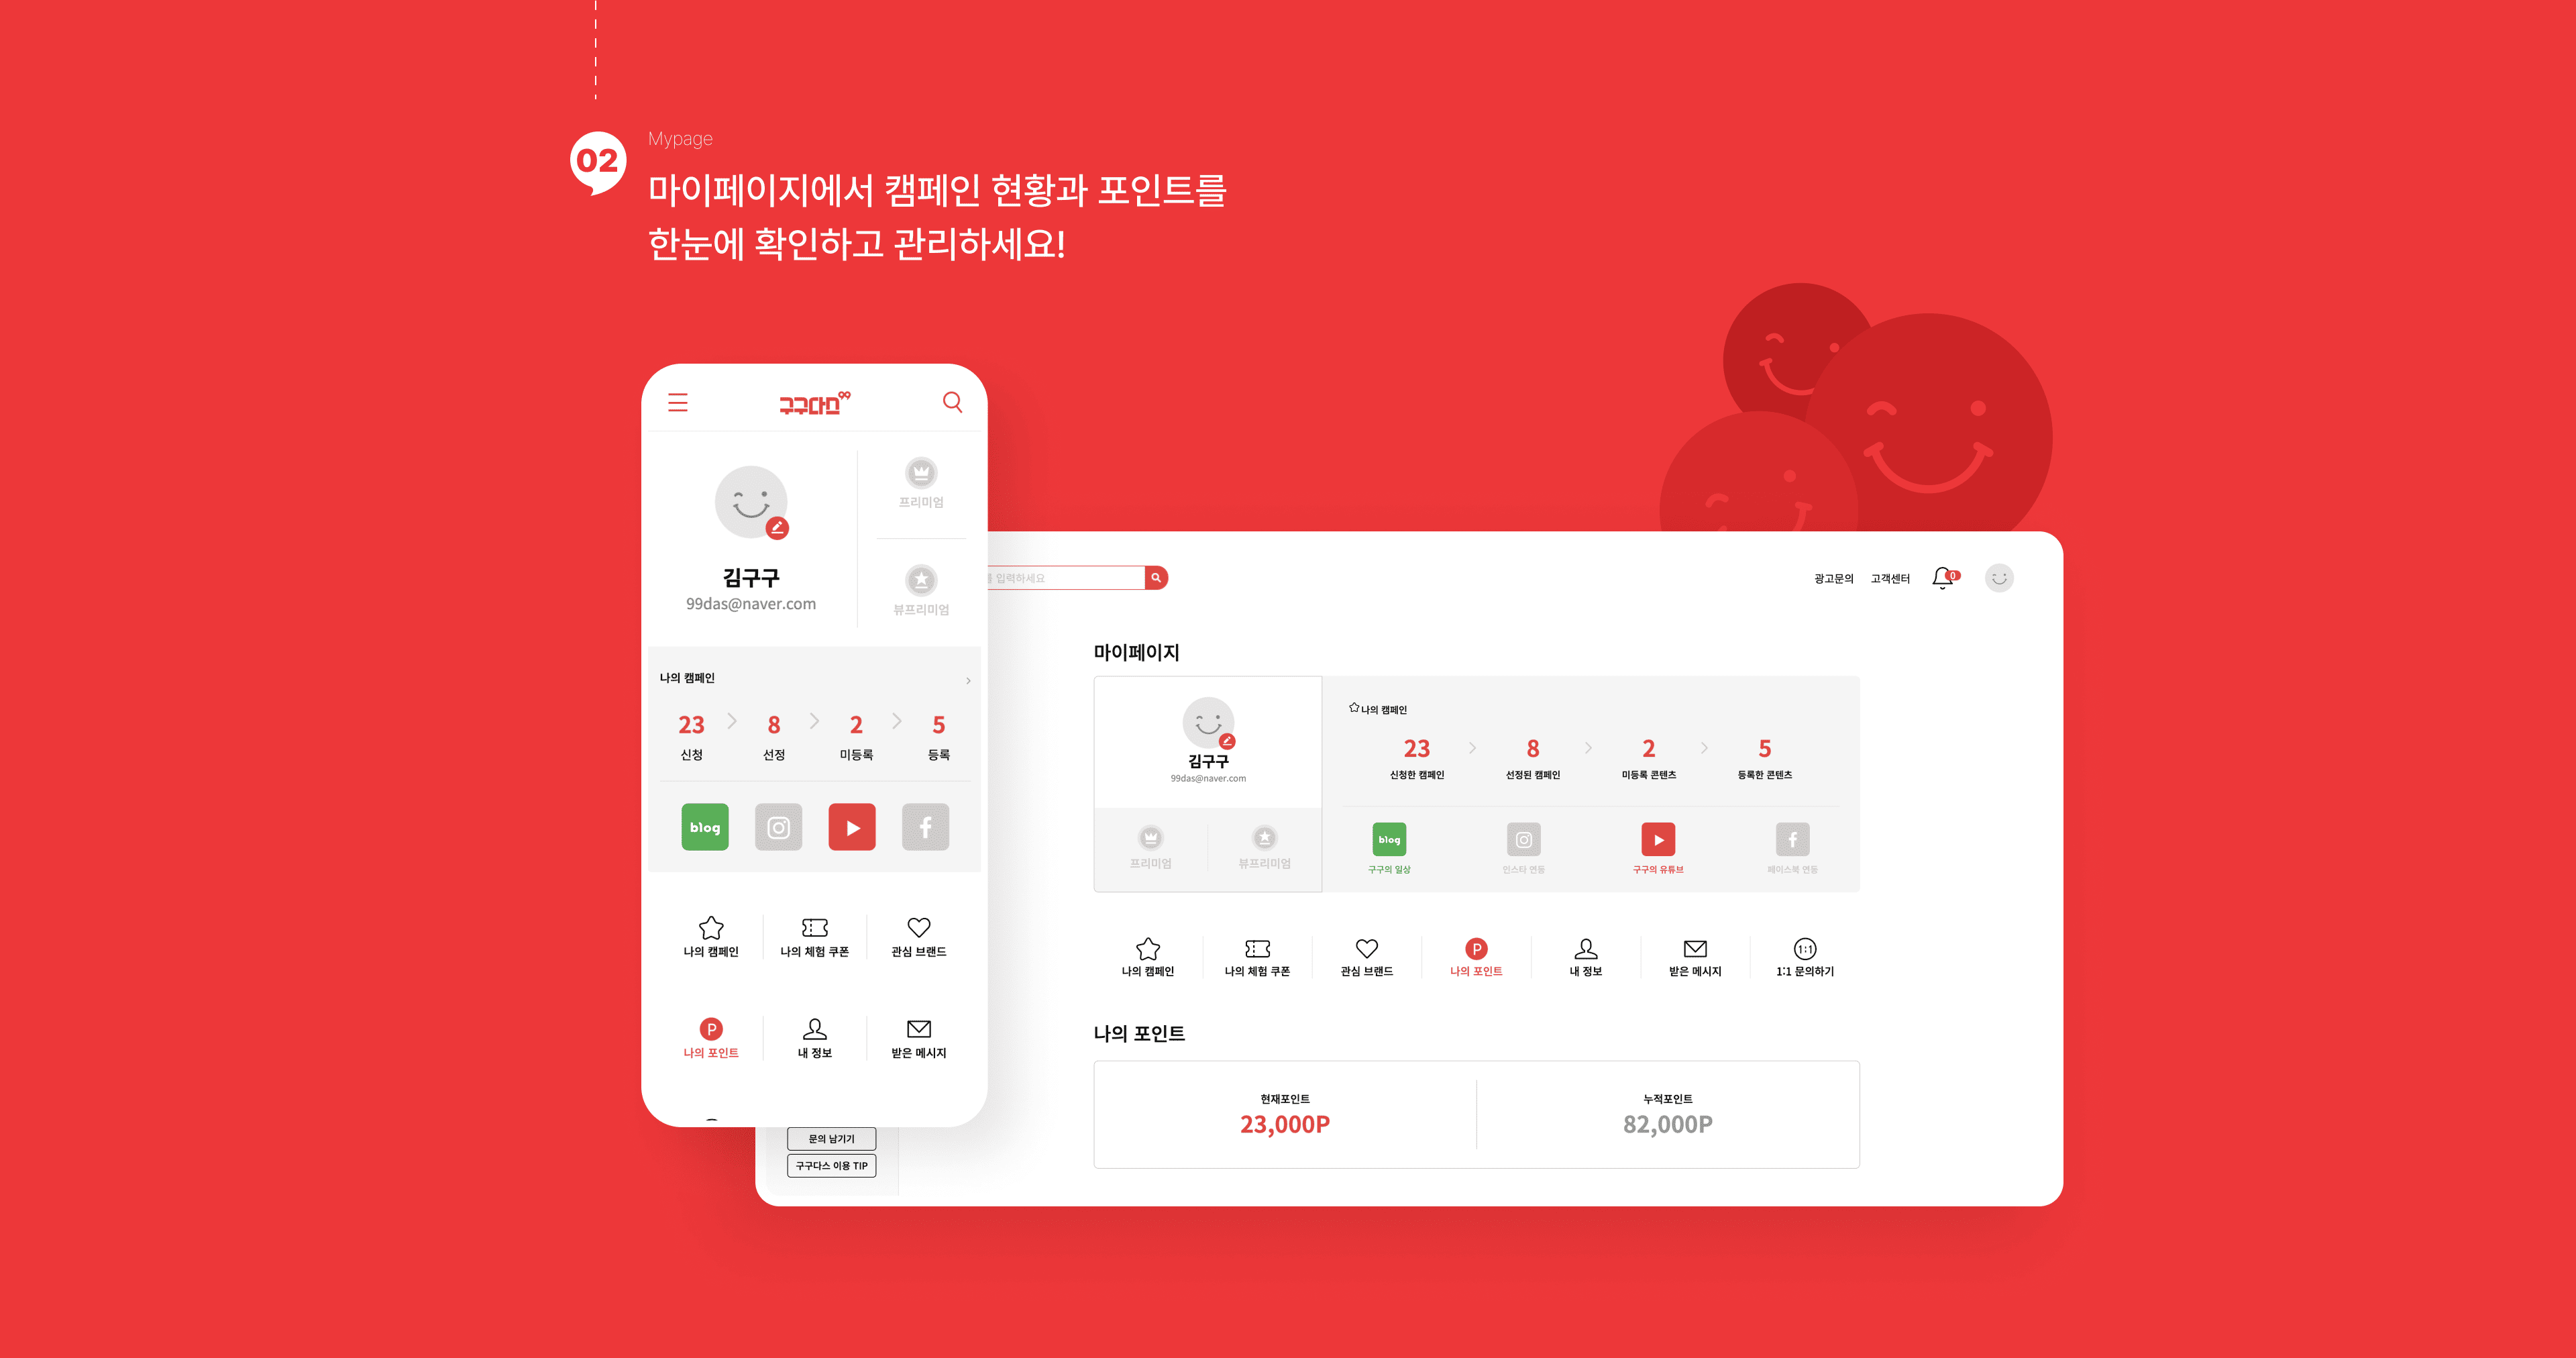 02
Mypage
마이페이지에서 캠페인 현황과 포인트를
한눈에 확인하고 관리하세요!
구구다스 99
김구구
99das@naver.com
프리미엄
뷰프리미엄
나의 캠페인
23 8 2 5
신청 선정 미등록 등록
blog
나의 캠페인 나의 체험 쿠폰 관심 브랜드
P
나의 포인트 내 정보 받은 메시지
입력하세요
광고문의 고객센터 0
마이페이지
김구구
99das@naver.com
프리미엄 뷰프리미엄
나의 캠페인
23 8 2 5
신청한 캠페인 선정된 캠페인 미등록 콘텐츠 등록한 콘텐츠
blog
구구의 일상 인스타 연동 구구의 유튜브 페이스북 연동
P 1:1
나의 캠페인 나의 체험 쿠폰 관심 브랜드 나의 포인트 내 정보 받은 메시지 1:1 문의하기
나의 포인트
현재포인트 누적포인트
23,000P 82,000P
문의 남기기
구구다스 이용 TIP